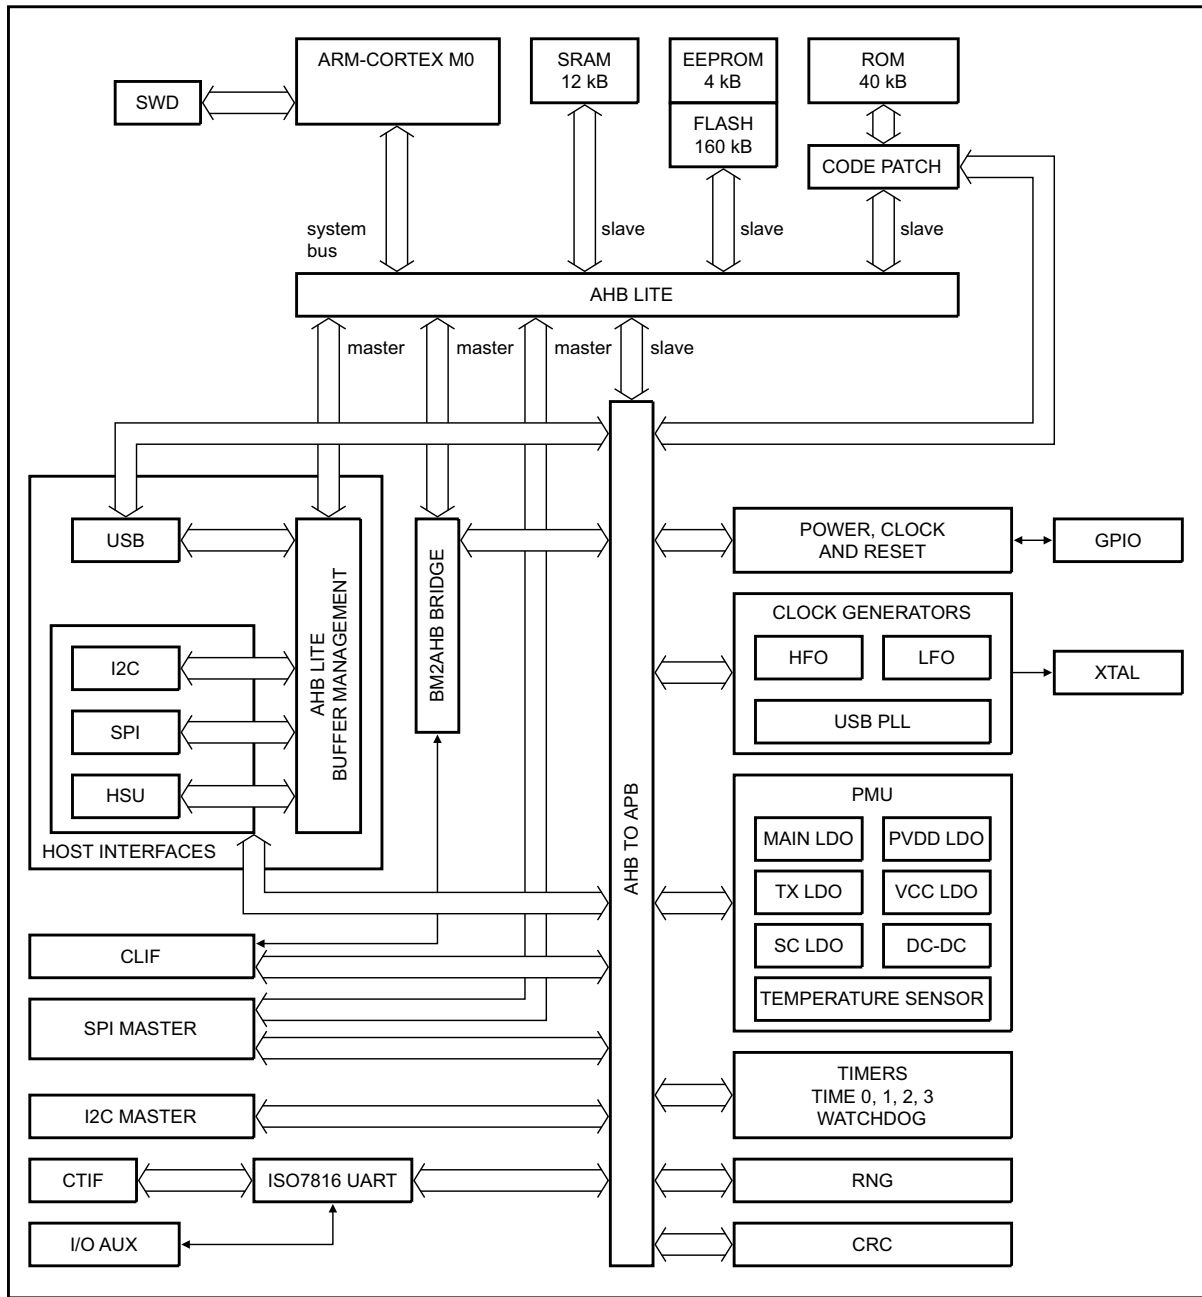 ARM-CORTEX M0
SWD
SRAM
12 kB
EEPROM
4 kB
FLASH
160 kB
ROM
40 kB
CODE PATCH
system
bus
slave
slave
slave
AHB LITE
master
master
master
slave
USB
I2C
SPI
HSU
AHB LITE
BUFFER MANAGEMENT
HOST INTERFACES
BM2AHB BRIDGE
AHB TO APB
POWER, CLOCK
AND RESET
GPIO
CLOCK GENERATORS
HFO
LFO
USB PLL
XTAL
PMU
MAIN LDO
PVDD LDO
TX LDO
VCC LDO
SC LDO
DC-DC
TEMPERATURE SENSOR
CLIF
SPI MASTER
I2C MASTER
CTIF
ISO7816 UART
I/O AUX
TIMERS
TIME 0, 1, 2, 3
WATCHDOG
RNG
CRC